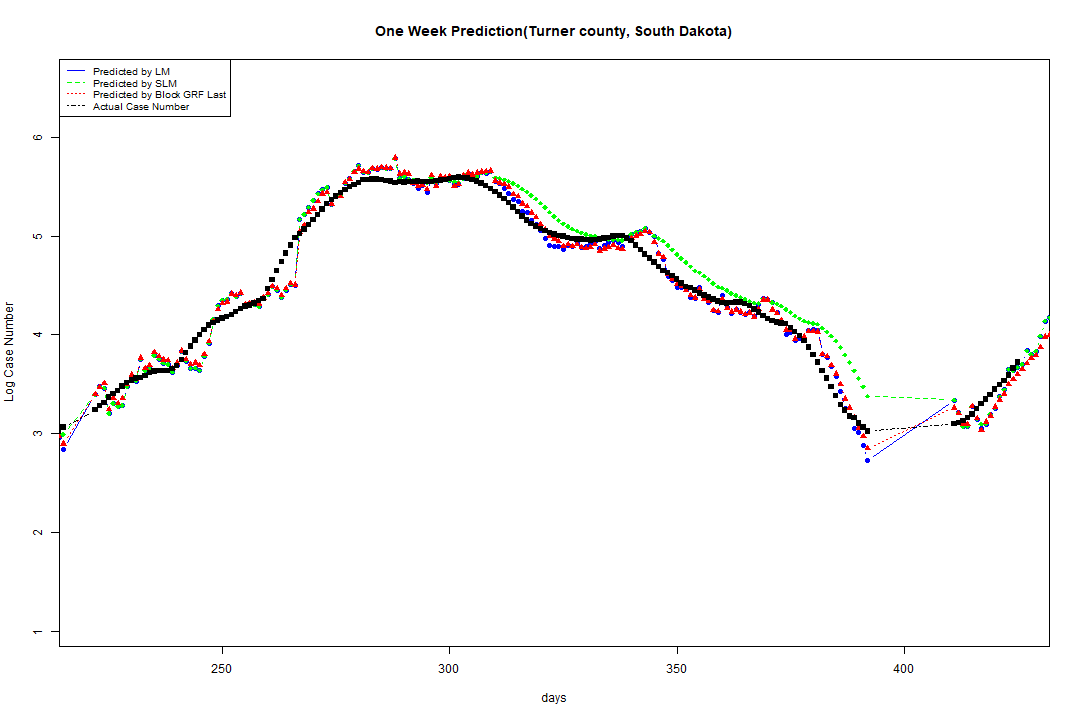 One Week Prediction(Turner county, South Dakota)
Predicted by LM
Predicted by SLM
Predicted by Block GRF Last
Actual Case Number
6
5
4
3
2
1
Log Case Number
250 300 350 400
days